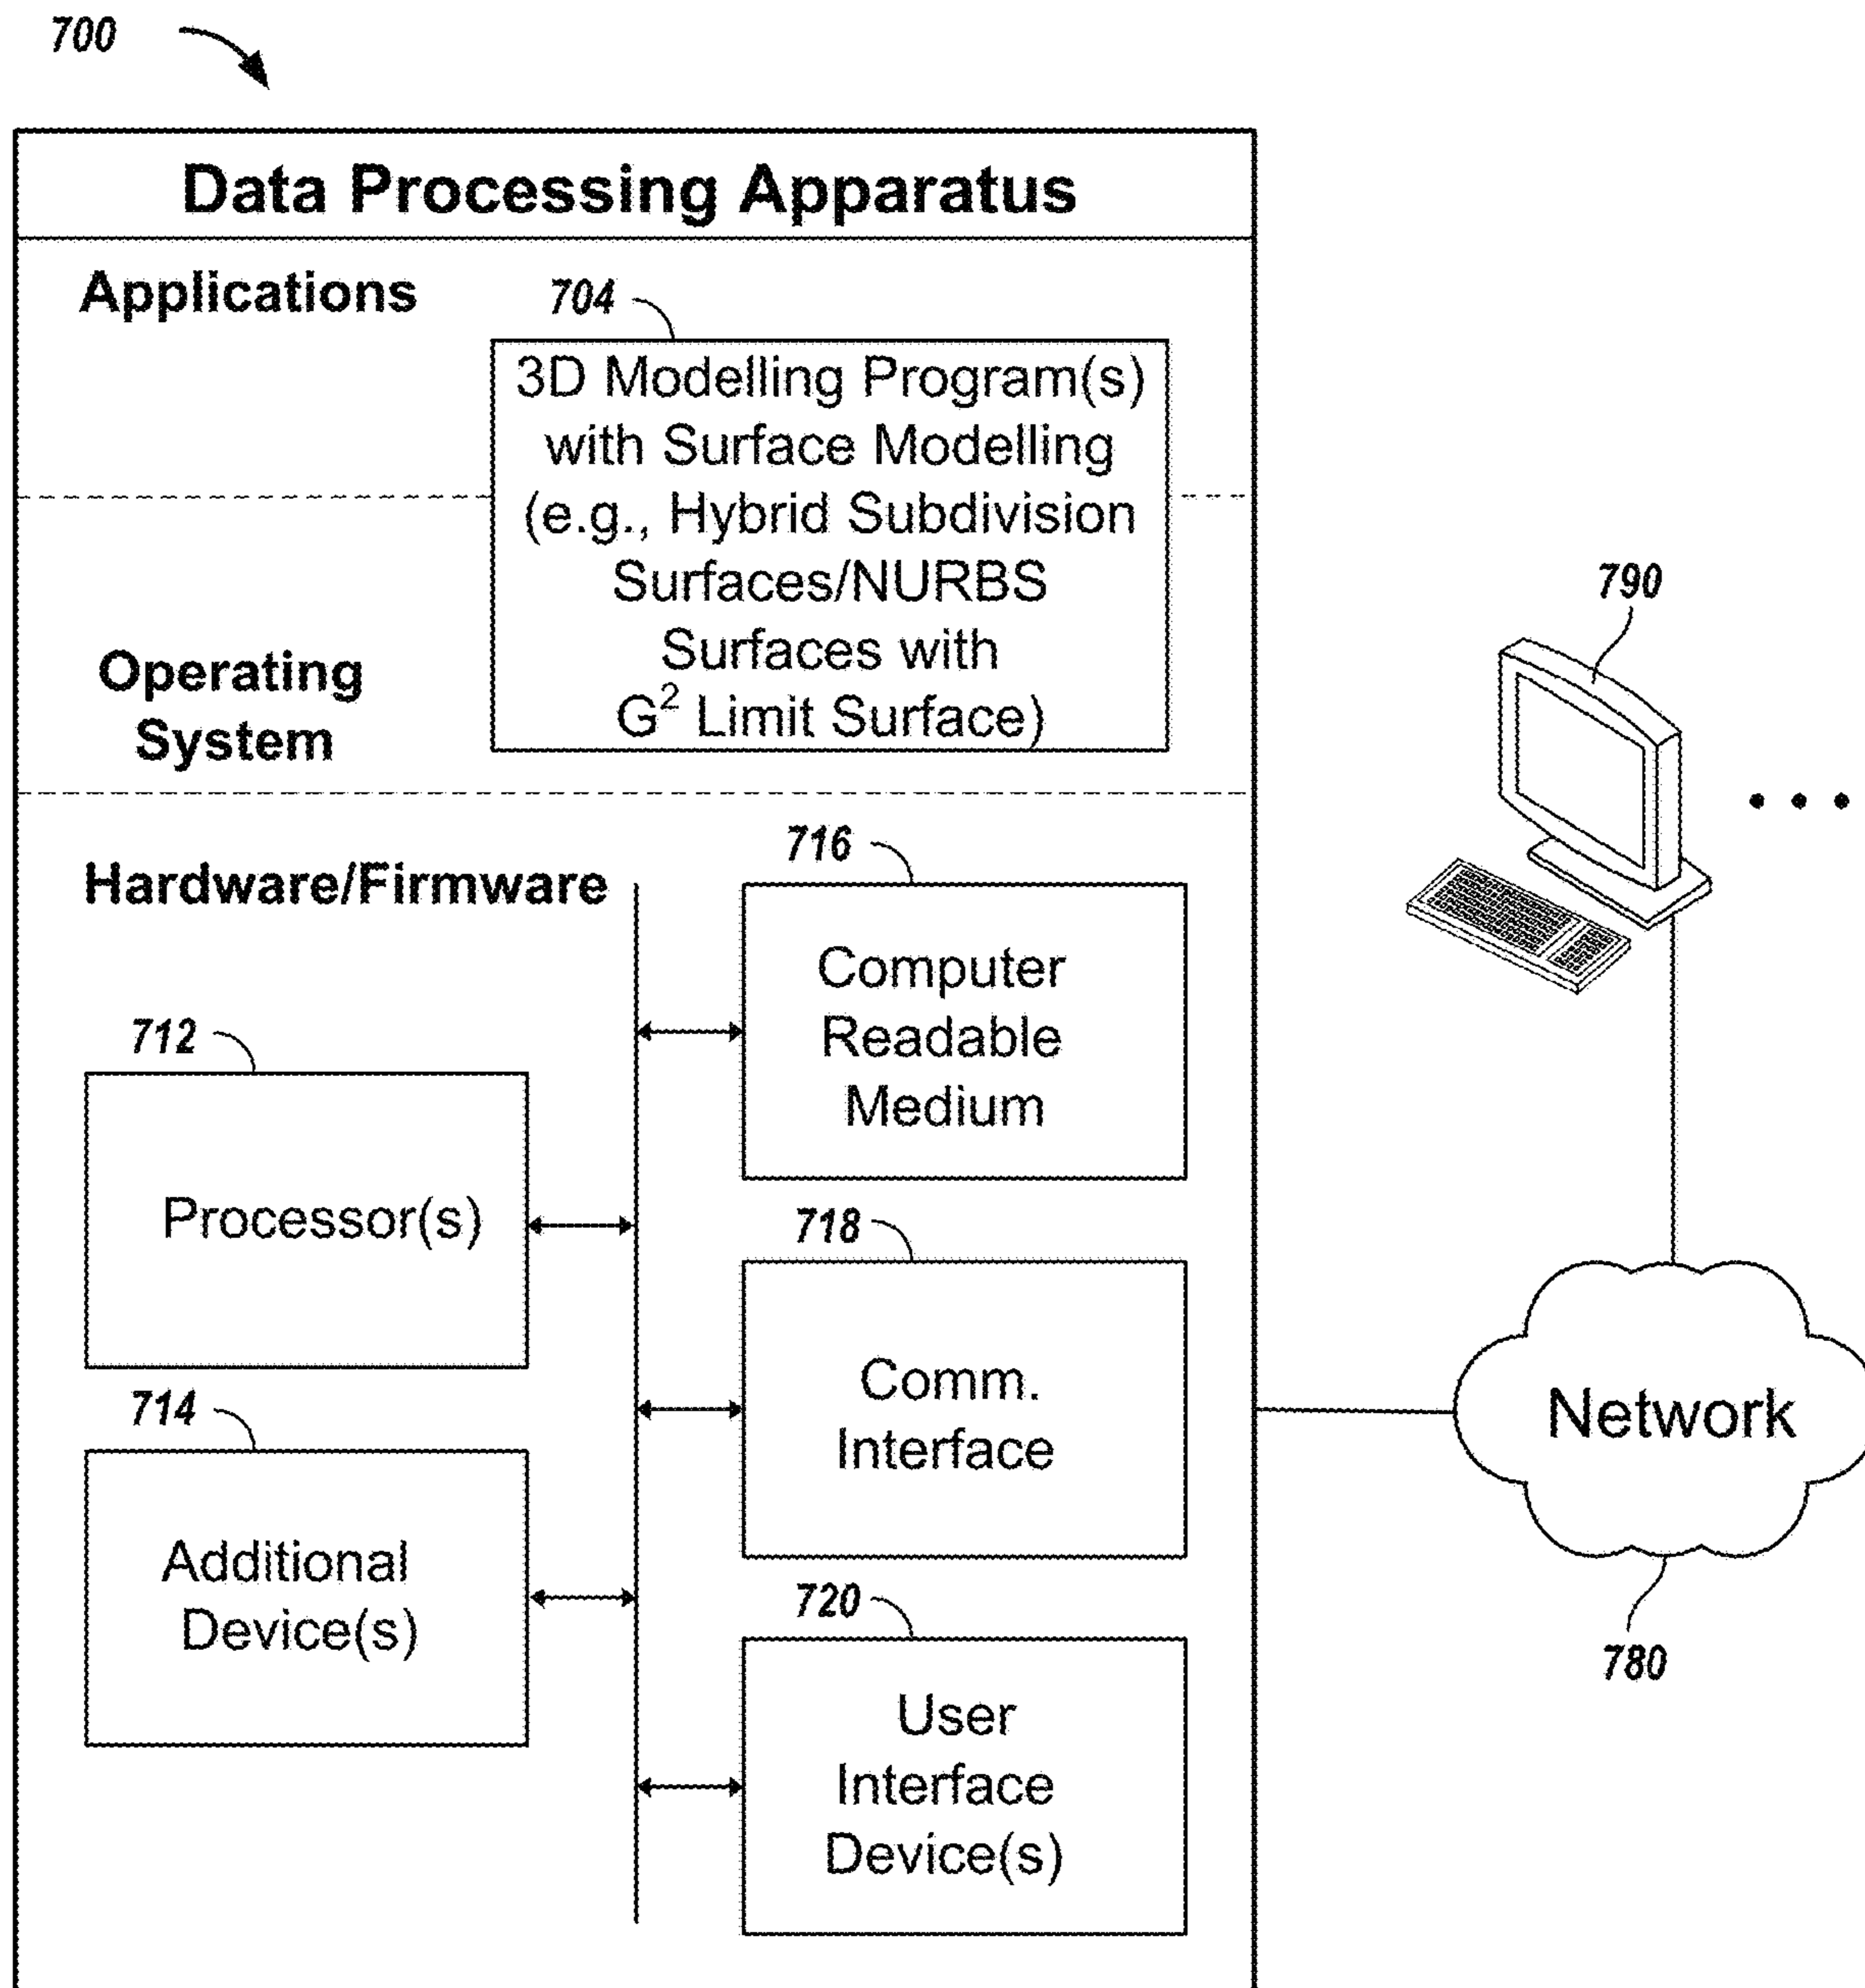 700
Data Processing Apparatus
Applications
704
3D Modelling Program(s)
with Surface Modelling
(e.g., Hybrid Subdivision
Surfaces/NURBS
Surfaces with
G² Limit Surface)
Operating
System
790
Hardware/Firmware
716
Computer
Readable
Medium
712
Processor(s)
718
Comm.
Interface
Network
780
714
Additional
Device(s)
720
User
Interface
Device(s)